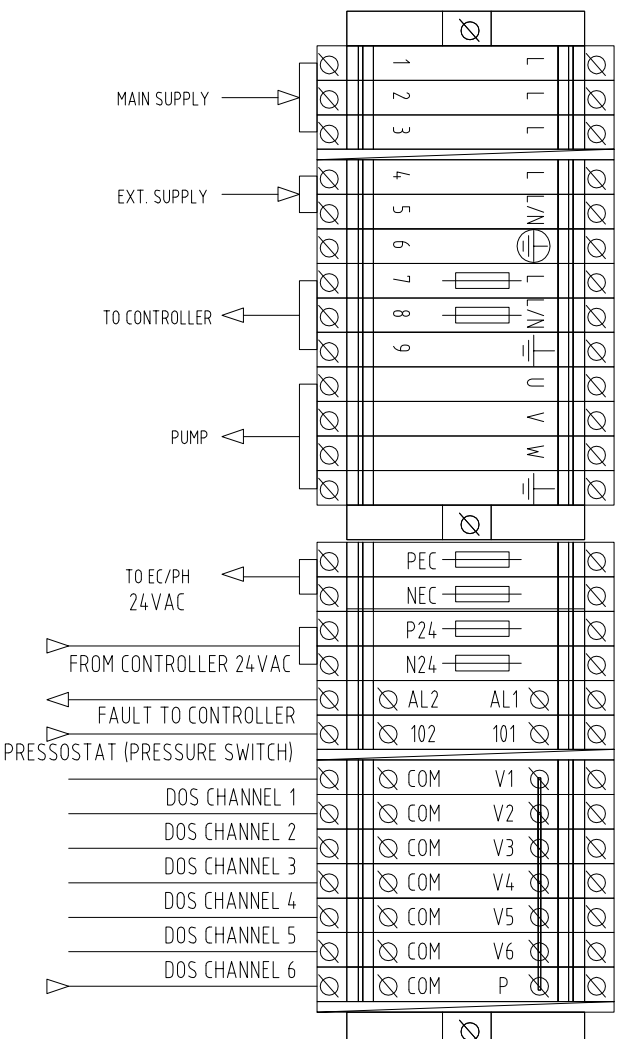 1 L
MAIN SUPPLY 2 L
3 L
4 L
EXT. SUPPLY 5 L/N
6
7 L
TO CONTROLLER 8 L/N
9
U
V
PUMP
W
PEC
TO EC/PH
24VAC
NEC
P24
FROM CONTROLLER 24VAC N24
AL2 AL1
FAULT TO CONTROLLER
102 101
PRESSOSTAT (PRESSURE SWITCH)
COM V1
DOS CHANNEL 1
COM V2
DOS CHANNEL 2
COM V3
DOS CHANNEL 3
COM V4
DOS CHANNEL 4
COM V5
DOS CHANNEL 5
COM V6
DOS CHANNEL 6
COM P